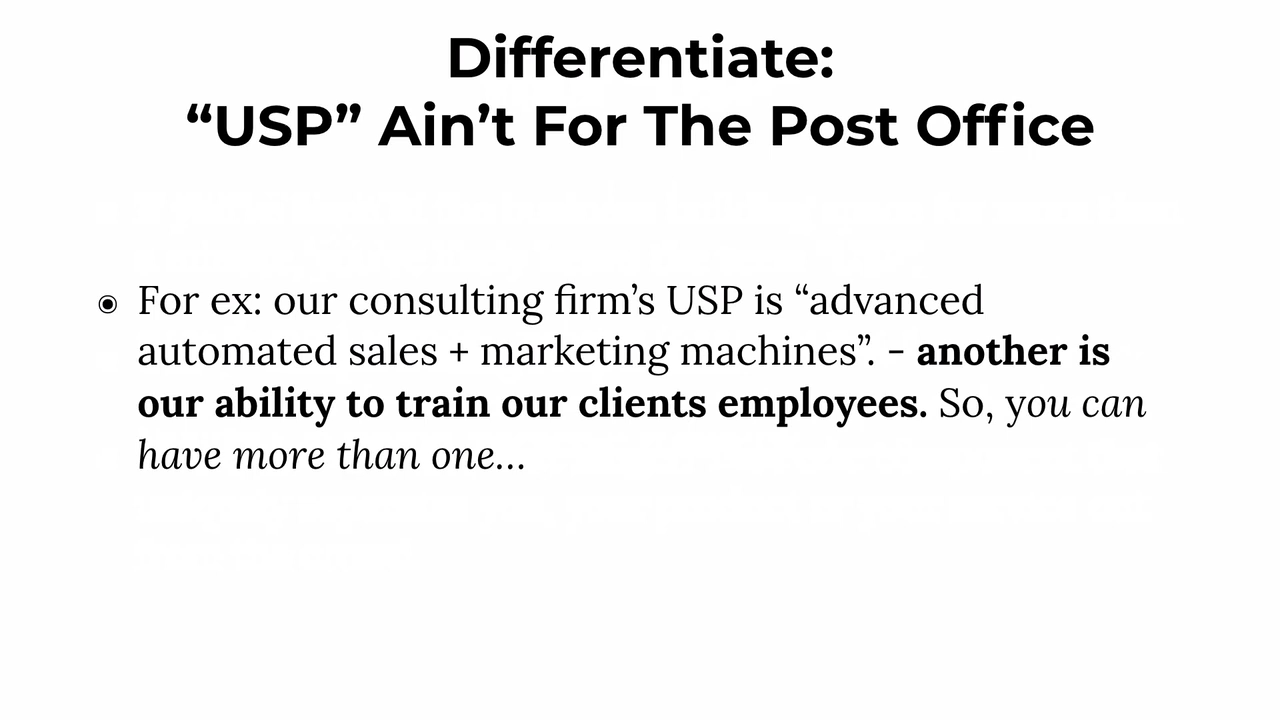 Differentiate:
“USP” Ain’t For The Post Office
◉ For ex: our consulting firm’s USP is “advanced
automated sales + marketing machines”. - another is
our ability to train our clients employees. So, you can
have more than one…